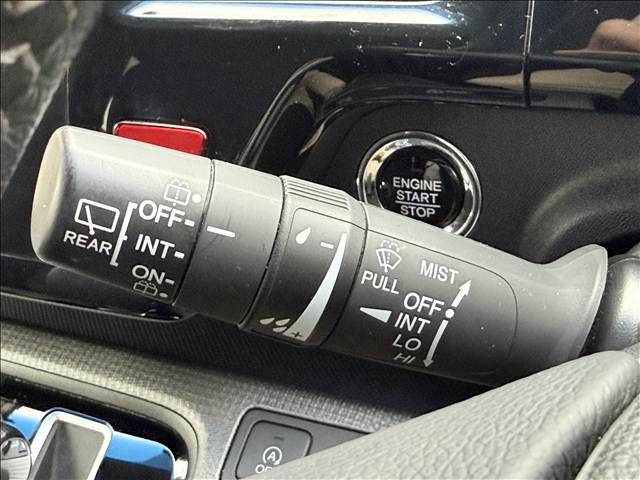 REAR
OFF
INT
ON
- 
+
PULL
MIST
OFF
INT
LO
HI
ENGINE
START
STOP
A